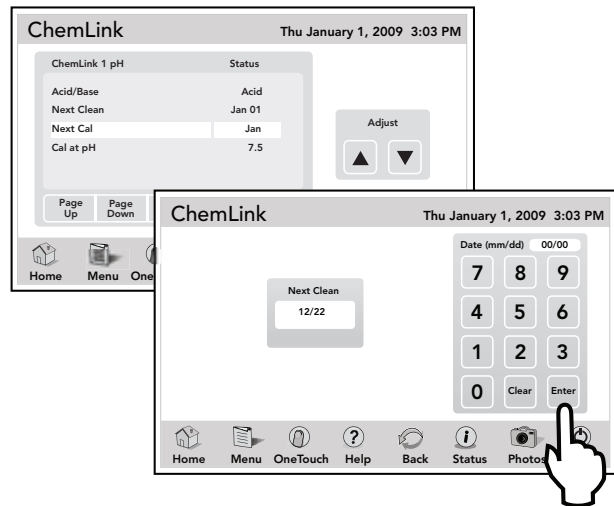 ChemLink Thu January 1, 2009 3:03 PM
ChemLink 1 pH Status
Acid/Base Acid
Next Clean Jan 01
Next Cal Jan
Cal at pH 7.5
Adjust
Page Up Page Down
Home Menu One
ChemLink Thu January 1, 2009 3:03 PM
Date (mm/dd) 00/00
Next Clean
12/22
7 8 9
4 5 6
1 2 3
0 Clear Enter
Home Menu OneTouch Help Back Status Photos